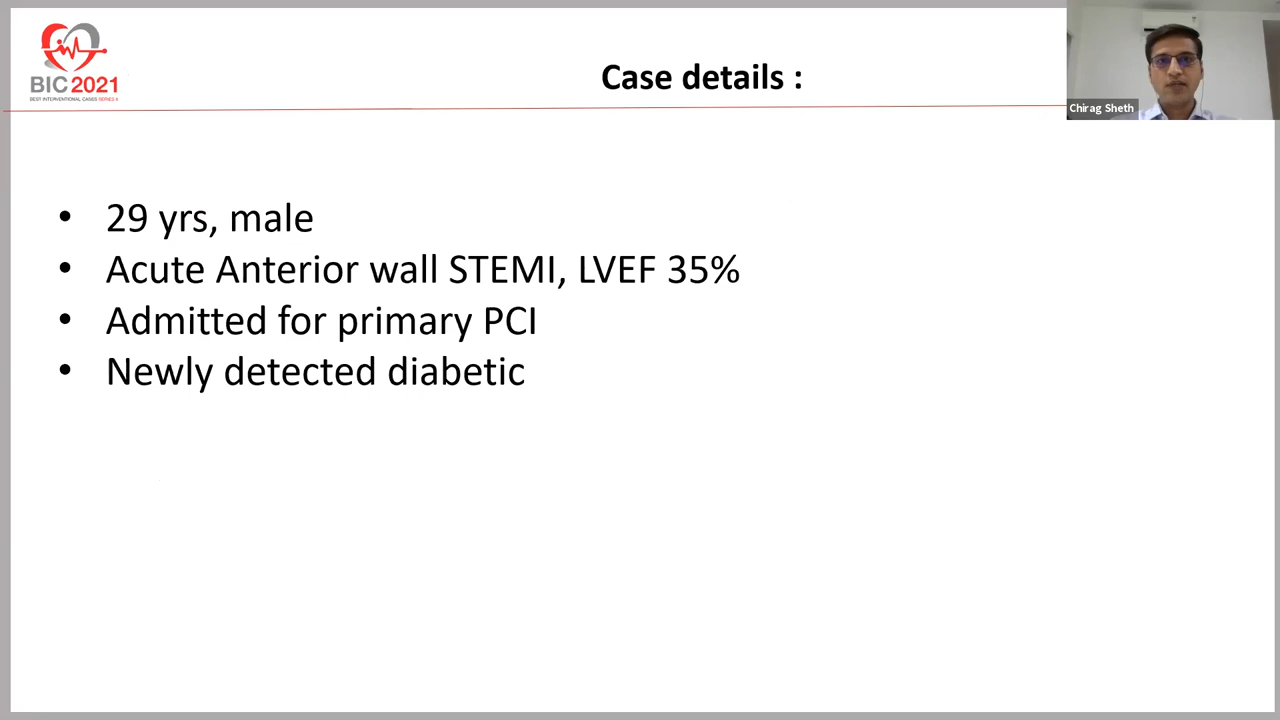 BIC 2021
BEST INTERVENTIONAL CASES SERIES 4
Case details :
Chirag Sheth
• 29 yrs, male
• Acute Anterior wall STEMI, LVEF 35%
• Admitted for primary PCI
• Newly detected diabetic